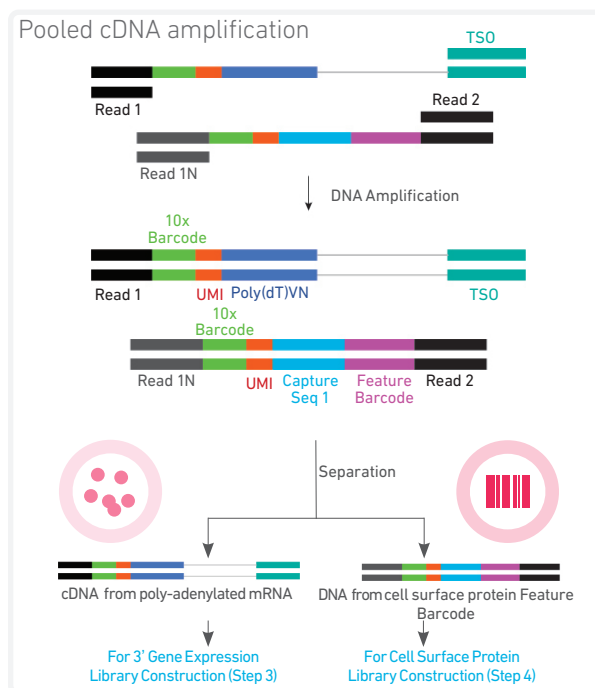 Pooled cDNA amplification
TSO
Read 1
Read 2
Read 1N
DNA Amplification
10x
Barcode
Read 1
UMI
Poly(dT)VN
TSO
10x
Barcode
Read 1N
UMI
Capture
Seq 1
Feature
Barcode
Read 2
Separation
cDNA from poly-adenylated mRNA
DNA from cell surface protein Feature
Barcode
For 3’ Gene Expression
Library Construction (Step 3)
For Cell Surface Protein
Library Construction (Step 4)